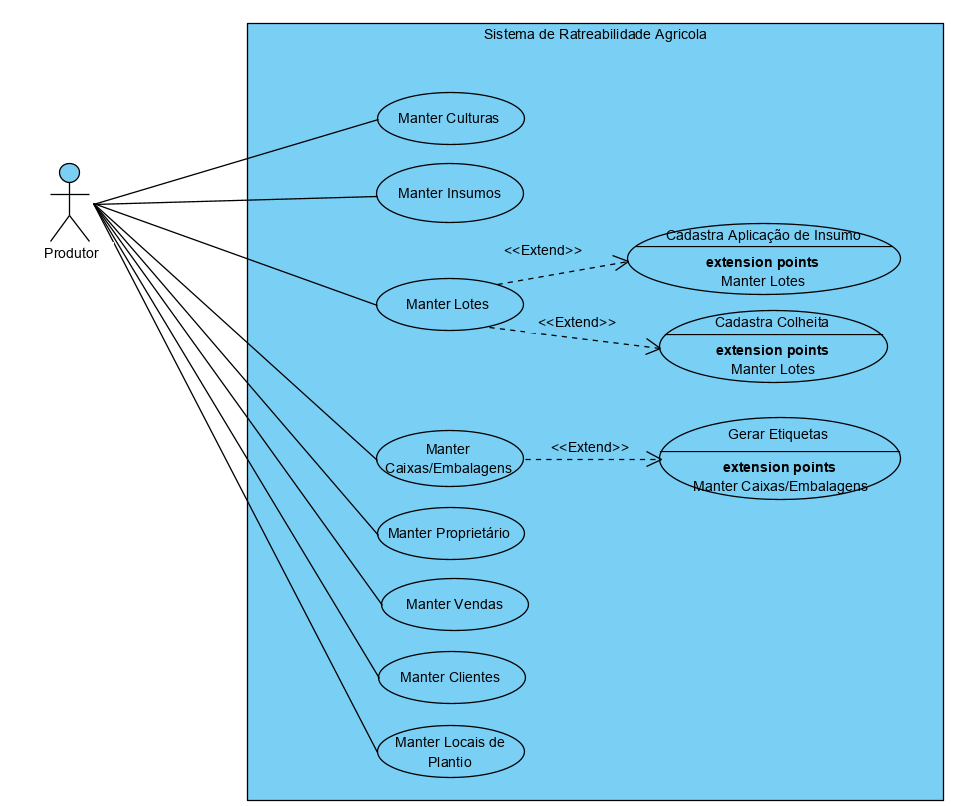 Sistema de Ratreabilidade Agricola
Manter Culturas
Manter Insumos
Produtor
Cadastra Aplicação de Insumo
<<Extend>>
extension points
Manter Lotes
Manter Lotes
<<Extend>>
Cadastra Colheita
extension points
Manter Lotes
Manter
Caixas/Embalagens
<<Extend>>
Gerar Etiquetas
extension points
Manter Caixas/Embalagens
Manter Proprietário
Manter Vendas
Manter Clientes
Manter Locais de
Plantio